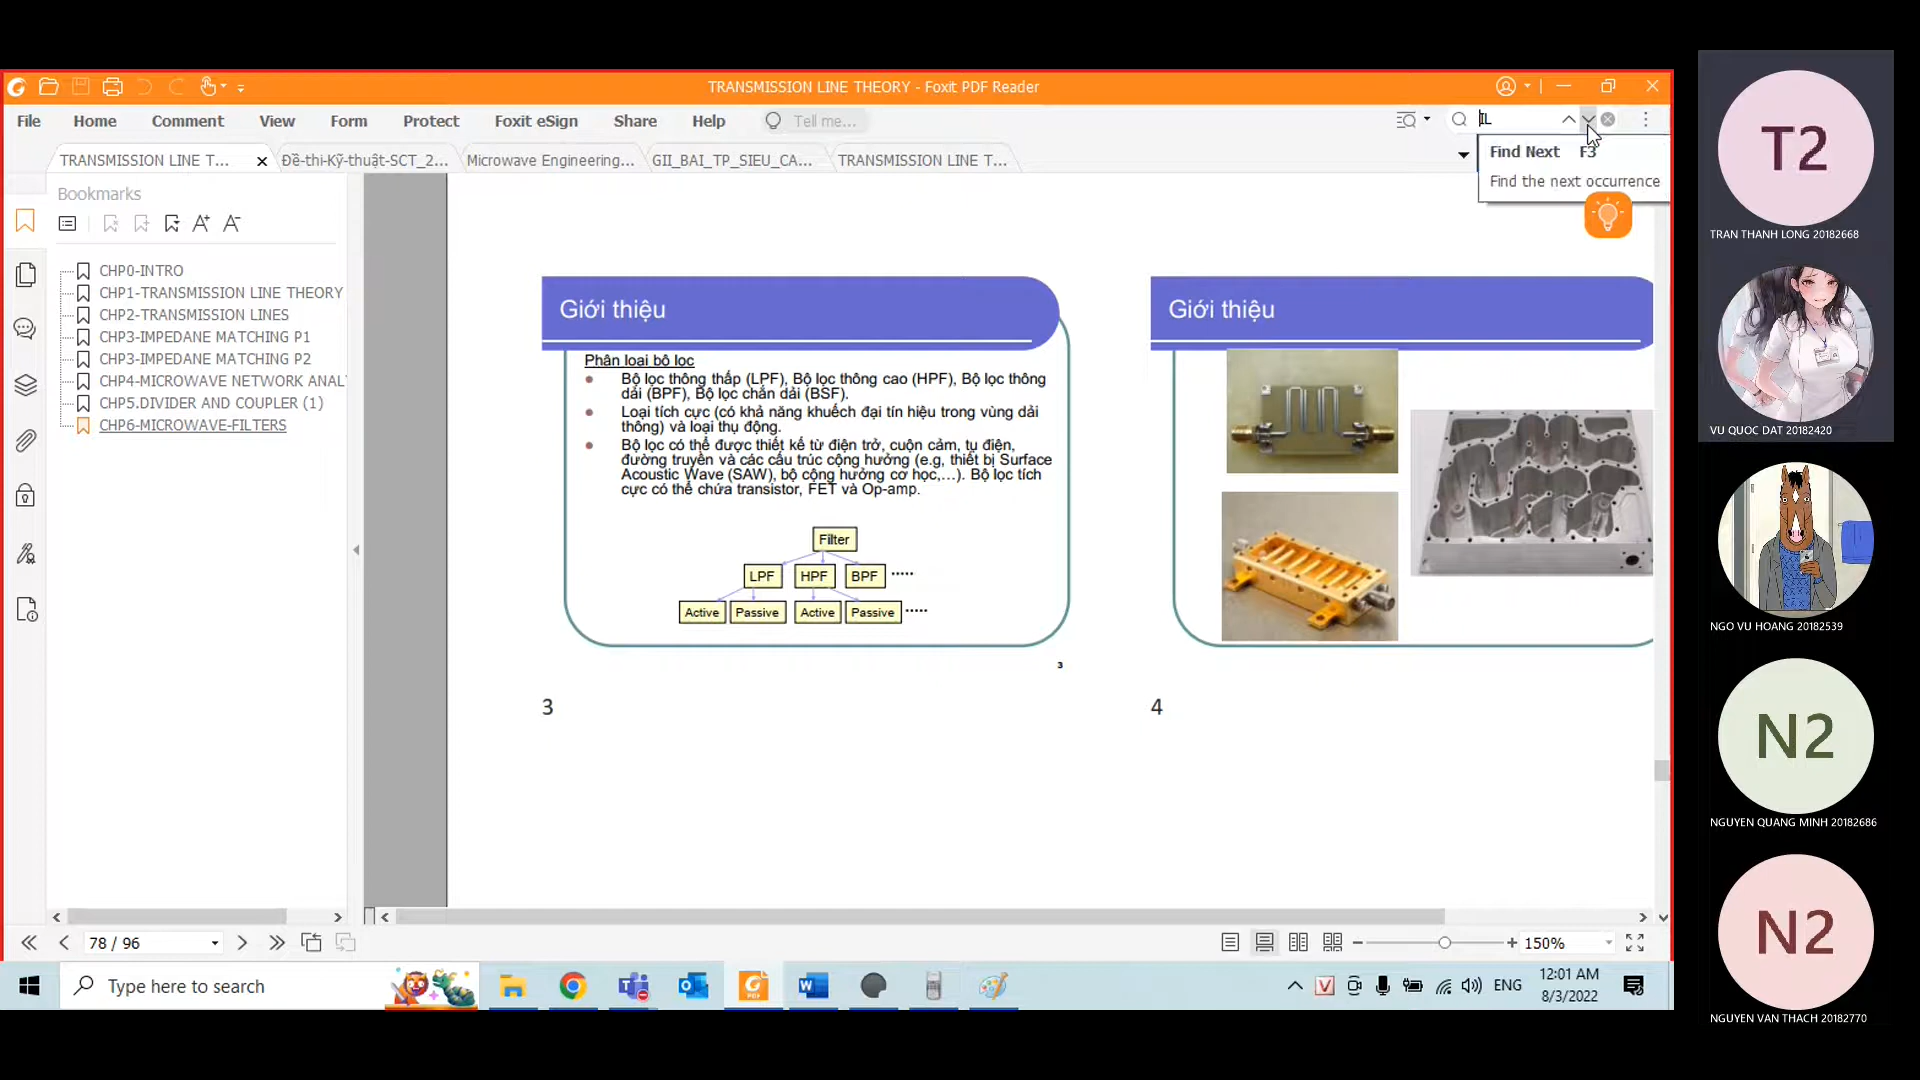 TRANSMISSION LINE THEORY - Foxit PDF Reader
File Home Comment View Form Protect Foxit eSign Share Help Tell me... IL
Find Next F3
Find the next occurrence
TRANSMISSION LINE T... Đề-thi-Kỹ-thuật-SCT_2... Microwave Engineering... GII_BAI_TP_SIEU_CA... TRANSMISSION LINE T...
Bookmarks
CHP0-INTRO
CHP1-TRANSMISSION LINE THEORY
CHP2-TRANSMISSION LINES
CHP3-IMPEDANE MATCHING P1
CHP3-IMPEDANE MATCHING P2
CHP4-MICROWAVE NETWORK ANAL
CHP5.DIVIDER AND COUPLER (1)
CHP6-MICROWAVE-FILTERS
Giới thiệu
Phân loại bộ lọc
Bộ lọc thông thấp (LPF), Bộ lọc thông cao (HPF), Bộ lọc thông
dải (BPF), Bộ lọc chắn dải (BSF).
Loại tích cực (có khả năng khuếch đại tín hiệu trong vùng dải
thông) và loại thụ động.
Bộ lọc có thể được thiết kế từ điện trở, cuộn cảm, tụ điện,
đường truyền và các cấu trúc cộng hưởng (e.g, thiết bị Surface
Acoustic Wave (SAW), bộ cộng hưởng cơ học,...). Bộ lọc tích
cực có thể chứa transistor, FET và Op-amp.
Filter
LPF HPF BPF .....
Active Passive Active Passive .....
3
3
Giới thiệu
4
78 / 96
150%
Type here to search
ENG
12:01 AM
8/3/2022
T2
TRAN THANH LONG 20182668
VU QUOC DAT 20182420
NGO VU HOANG 20182539
N2
NGUYEN QUANG MINH 20182686
N2
NGUYEN VAN THACH 20182770